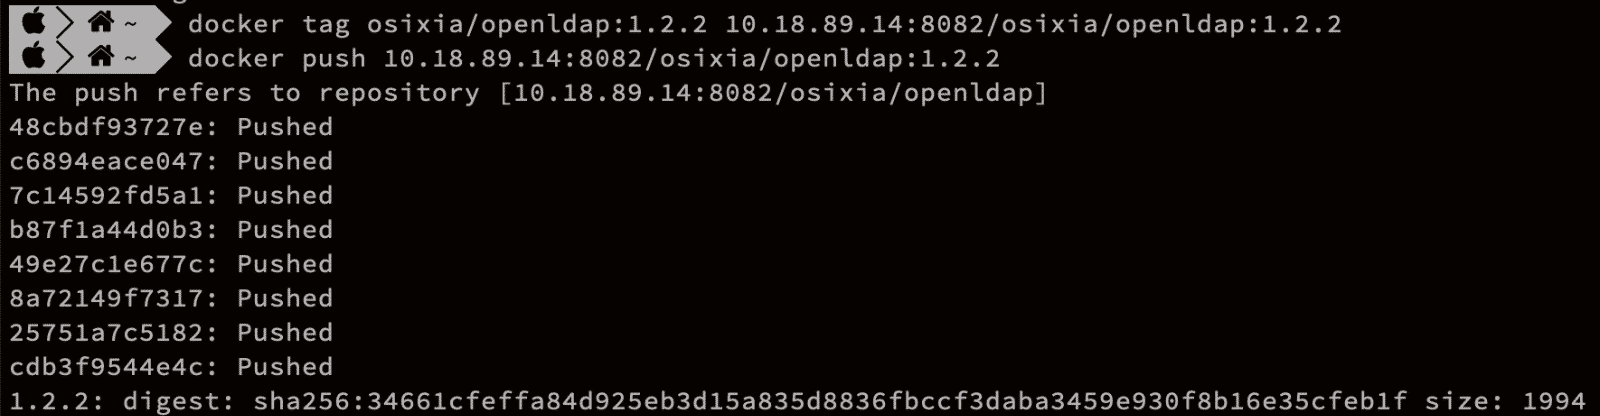 ~ docker tag osixia/openldap:1.2.2 10.18.89.14:8082/osixia/openldap:1.2.2
~ docker push 10.18.89.14:8082/osixia/openldap:1.2.2
The push refers to repository [10.18.89.14:8082/osixia/openldap]
48cbdf93727e: Pushed
c6894eace047: Pushed
7c14592fd5a1: Pushed
b87f1a44d0b3: Pushed
49e27c1e677c: Pushed
8a72149f7317: Pushed
25751a7c5182: Pushed
cdb3f9544e4c: Pushed
1.2.2: digest: sha256:34661cfeffa84d925eb3d15a835d8836fbccf3daba3459e930f8b16e35cfeb1f size: 1994